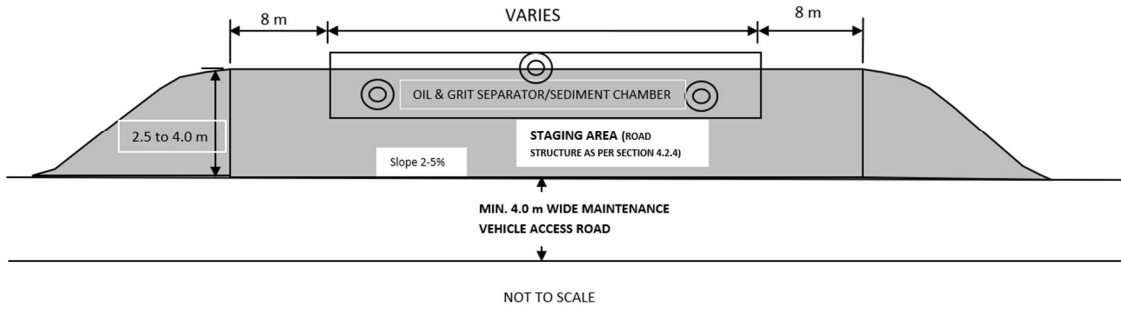 8 m
VARIES
8 m
OIL & GRIT SEPARATOR/SEDIMENT CHAMBER
2.5 to 4.0 m
STAGING AREA (ROAD
STRUCTURE AS PER SECTION 4.2.4)
Slope 2-5%
MIN. 4.0 m WIDE MAINTENANCE
VEHICLE ACCESS ROAD
NOT TO SCALE